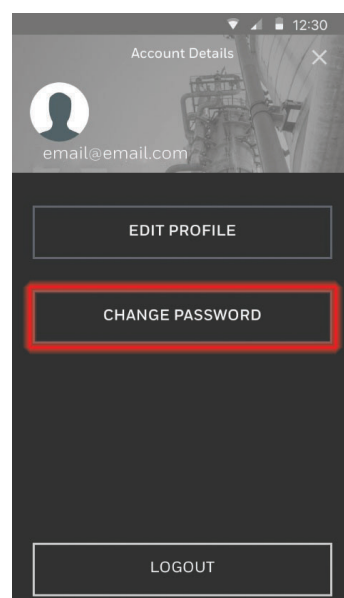 12:30
Account Details
email@email.com
EDIT PROFILE
CHANGE PASSWORD
LOGOUT